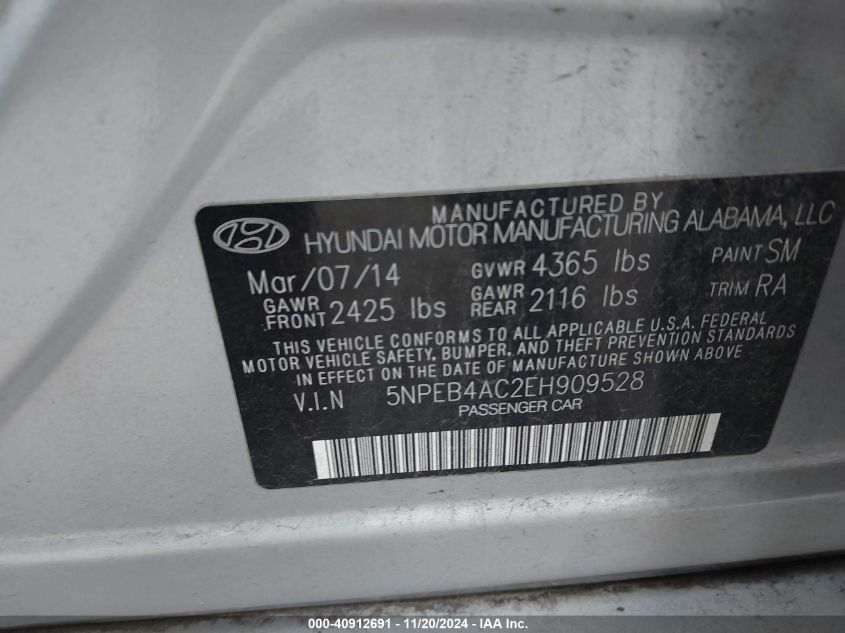 MANUFACTURED BY
HYUNDAI MOTOR MANUFACTURING ALABAMA, LLC
Mar/07/14 GVWR 4365 lbs PAINT SM
GAWR FRONT 2425 lbs GAWR REAR 2116 lbs TRIM RA
THIS VEHICLE CONFORMS TO ALL APPLICABLE U.S.A. FEDERAL
MOTOR VEHICLE SAFETY, BUMPER, AND THEFT PREVENTION STANDARDS
IN EFFECT ON THE DATE OF MANUFACTURE SHOWN ABOVE
V.I.N 5NPEB4AC2EH909528
PASSENGER CAR
000-40912691 - 11/20/2024 - IAA Inc.